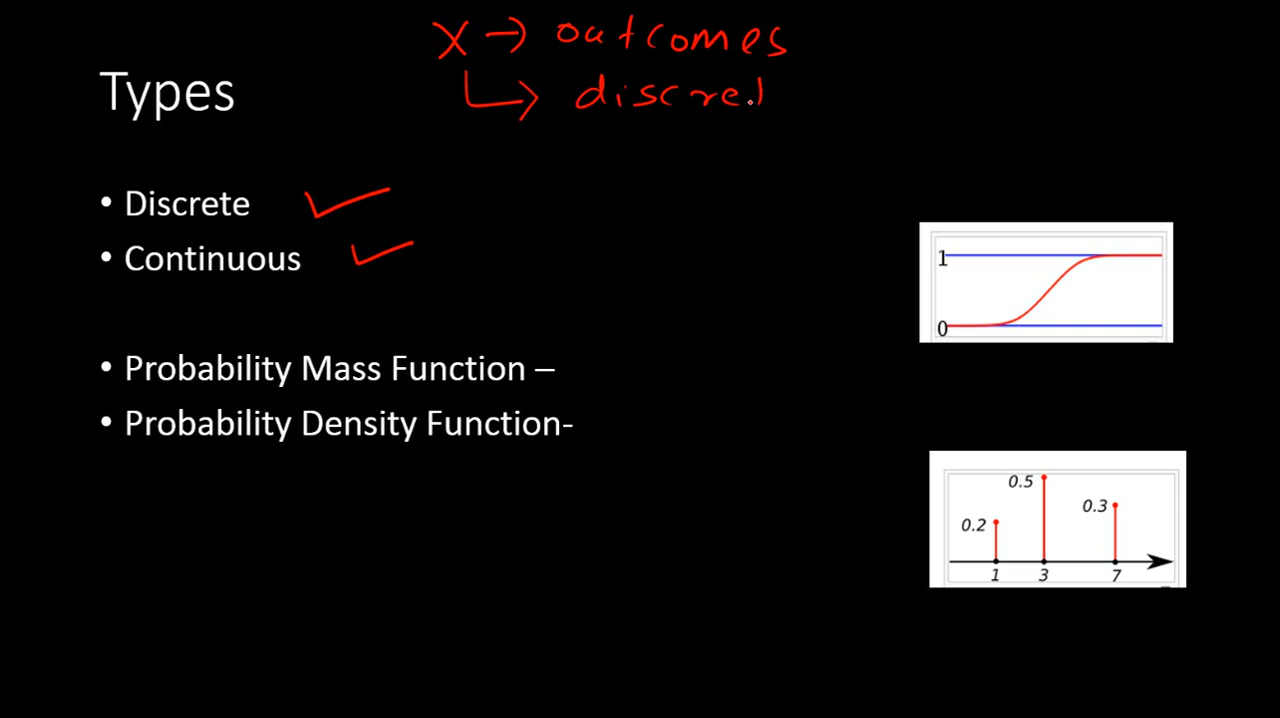 X → outcomes
Types
↳ discret
• Discrete
• Continuous
1
0
• Probability Mass Function –
• Probability Density Function-
0.5
0.3
0.2
1 3 7